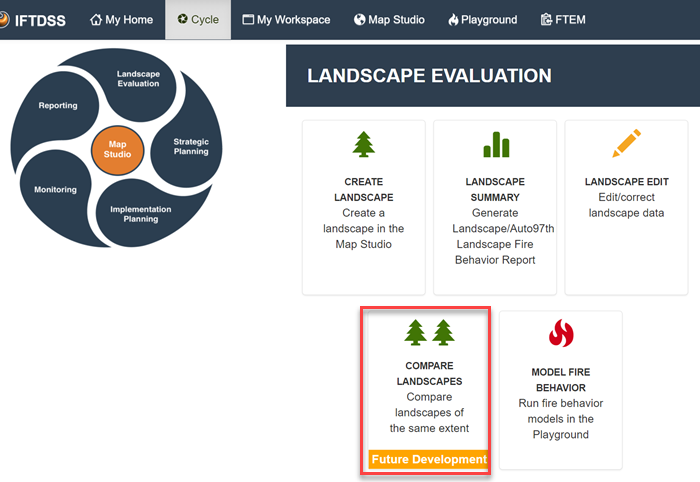 IFTDSS My Home Cycle My Workspace Map Studio Playground FTEM
Landscape
Evaluation
Reporting
Strategic
Planning
Map
Studio
Monitoring
Implementation
Planning
LANDSCAPE EVALUATION
CREATE
LANDSCAPE
Create a
landscape in the
Map Studio
LANDSCAPE
SUMMARY
Generate
Landscape/Auto97th
Landscape Fire
Behavior Report
LANDSCAPE EDIT
Edit/correct
landscape data
COMPARE
LANDSCAPES
Compare
landscapes of
the same extent
Future Development
MODEL FIRE
BEHAVIOR
Run fire behavior
models in the
Playground